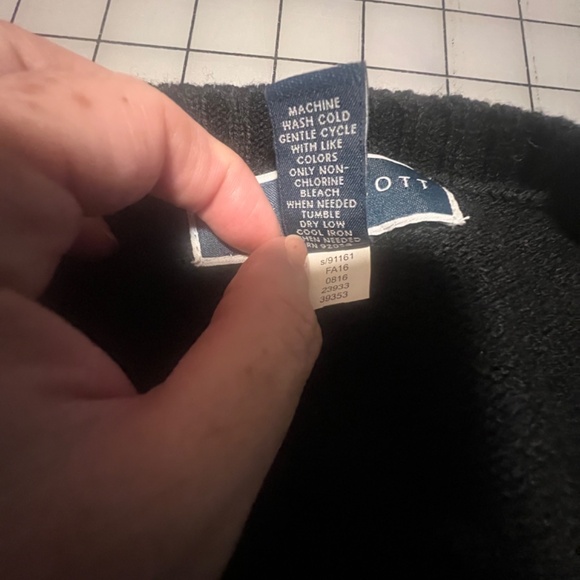 MACHINE
WASH COLD
GENTLE CYCLE
WITH LIKE
COLORS
ONLY NON-
CHLORINE
BLEACH
WHEN NEEDED
TUMBLE
DRY LOW
COOL IRON
WHEN NEEDED
OTT
s/91161
FA16
0816
23933
39353